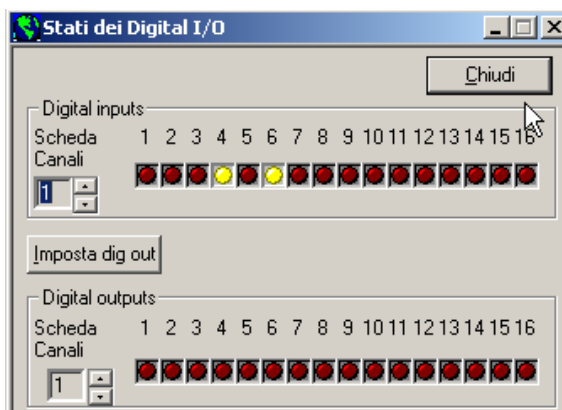 Stati dei Digital I/O
Chiudi
Digital inputs
Scheda 1 2 3 4 5 6 7 8 9 10 11 12 13 14 15 16
Canali
1
Imposta dig out
Digital outputs
Scheda 1 2 3 4 5 6 7 8 9 10 11 12 13 14 15 16
Canali
1